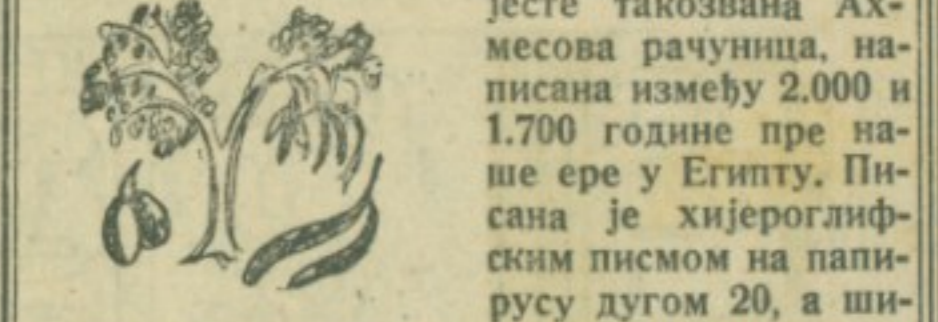 јесте такозвана Ах-
месова рачуница, на-
писана између 2.000 и
1.700 године пре на-
ше ере у Египту. Пи-
сана је хијероглиф-
ским писмом на папи-
русу дугом 20, а ши-